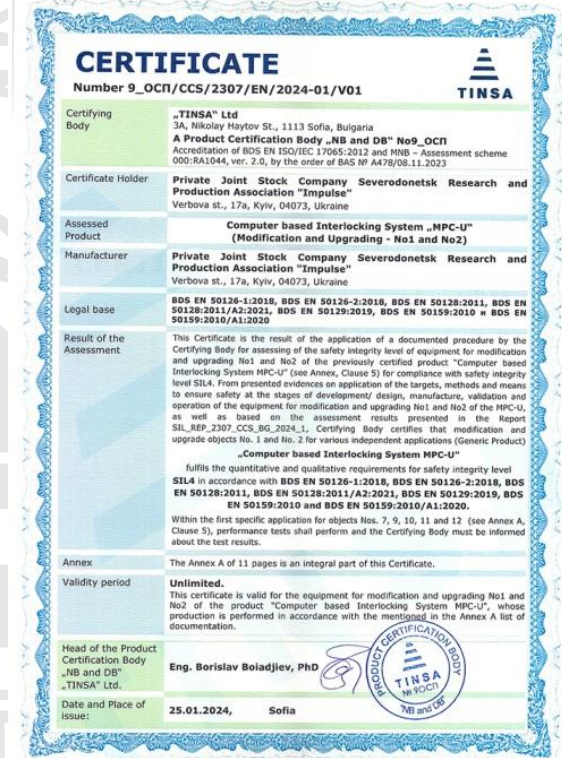 CERTIFICATE
Number 9_ОСП/CCS/2307/EN/2024-01/V01
TINSA
Certifying
Body
„TINSA" Ltd
3A, Nikolay Haytov St., 1113 Sofia, Bulgaria
A Product Certification Body „NB and DB" No9_ОСП
Accreditation of BDS EN ISO/IEC 17065:2012 and MNB – Assessment scheme
000:RA1044, ver. 2.0, by the order of BAS № A478/08.11.2023
Certificate Holder
Private Joint Stock Company Severodonetsk Research and
Production Association "Impulse"
Verbova st., 17a, Kyiv, 04073, Ukraine
Assessed
Product
Computer based Interlocking System „MPC-U"
(Modification and Upgrading - No1 and No2)
Manufacturer
Private Joint Stock Company Severodonetsk Research and
Production Association "Impulse"
Verbova st., 17a, Kyiv, 04073, Ukraine
Legal base
BDS EN 50126-1:2018, BDS EN 50126-2:2018, BDS EN 50128:2011, BDS EN
50128:2011/A2:2021, BDS EN 50129:2019, BDS EN 50159:2010 и BDS EN
50159:2010/A1:2020
Result of the
Assessment
This Certificate is the result of the application of a documented procedure by the
Certifying Body for assessing of the safety integrity level of equipment for modification
and upgrading No1 and No2 of the previously certified product "Computer based
Interlocking System MPC-U" (see Annex, Clause 5) for compliance with safety integrity
level SIL4. From presented evidences on application of the targets, methods and means
to ensure safety at the stages of development/ design, manufacture, validation and
operation of the equipment for modification and upgrading No1 and No2 of the MPC-U,
as well as based on the assessment results presented in the Report
SIL_REP_2307_CCS_BG_2024_1, Certifying Body certifies that modification and
upgrade objects No. 1 and No. 2 for various independent applications (Generic Product)
„Computer based Interlocking System MPC-U"
fulfils the quantitative and qualitative requirements for safety integrity level
SIL4 in accordance with BDS EN 50126-1:2018, BDS EN 50126-2:2018, BDS
EN 50128:2011, BDS EN 50128:2011/A2:2021, BDS EN 50129:2019, BDS
EN 50159:2010 and BDS EN 50159:2010/A1:2020.
Within the first specific application for objects Nos. 7, 9, 10, 11 and 12 (see Annex A,
Clause 5), performance tests shall perform and the Certifying Body must be informed
about the test results.
Annex
The Annex A of 11 pages is an integral part of this Certificate.
Validity period
Unlimited.
This certificate is valid for the equipment for modification and upgrading No1 and
No2 of the product "Computer based Interlocking System MPC-U", whose
production is performed in accordance with the mentioned in the Annex A list of
documentation.
Head of the Product
Certification Body
„NB and DB"
„TINSA" Ltd.
Eng. Borislav Boiadjiev, PhD
PRODUCT CERTIFICATION BODY
TINSA
№ 9ОСП
"NB and DB"
Date and Place of
issue:
25.01.2024, Sofia